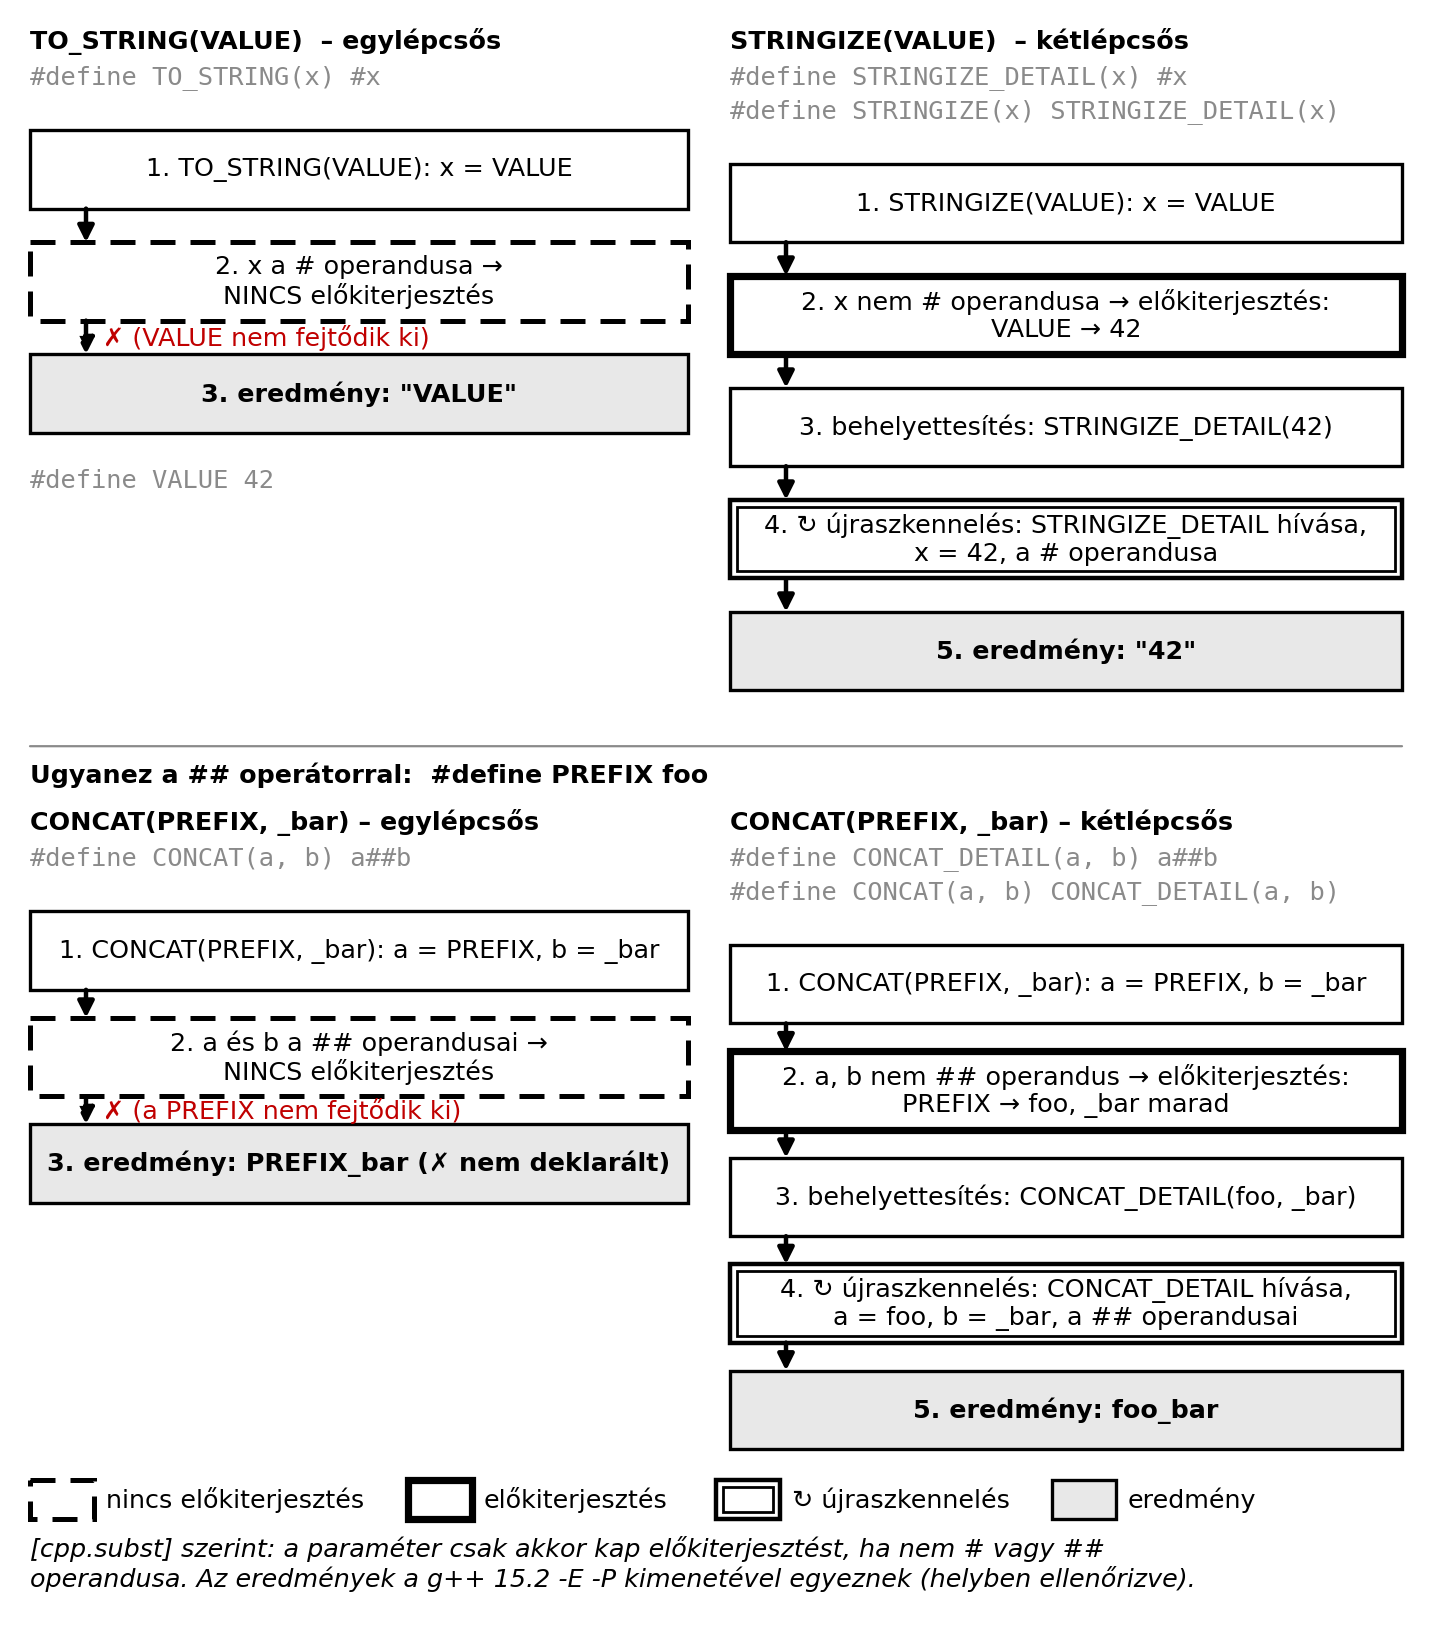 TO_STRING(VALUE)  – egylépcsős
#define TO_STRING(x) #x
1. TO_STRING(VALUE): x = VALUE
2. x a # operandusa →
NINCS előkiterjesztés
✗ (VALUE nem fejtődik ki)
3. eredmény: "VALUE"
#define VALUE 42
STRINGIZE(VALUE)  – kétlépcsős
#define STRINGIZE_DETAIL(x) #x
#define STRINGIZE(x) STRINGIZE_DETAIL(x)
1. STRINGIZE(VALUE): x = VALUE
2. x nem # operandusa → előkiterjesztés:
VALUE → 42
3. behelyettesítés: STRINGIZE_DETAIL(42)
4. ↻ újraszkennelés: STRINGIZE_DETAIL hívása,
x = 42, a # operandusa
5. eredmény: "42"
Ugyanez a ## operátorral:  #define PREFIX foo
CONCAT(PREFIX, _bar) – egylépcsős
#define CONCAT(a, b) a##b
1. CONCAT(PREFIX, _bar): a = PREFIX, b = _bar
2. a és b a ## operandusai →
NINCS előkiterjesztés
✗ (a PREFIX nem fejtődik ki)
3. eredmény: PREFIX_bar (✗ nem deklarált)
CONCAT(PREFIX, _bar) – kétlépcsős
#define CONCAT_DETAIL(a, b) a##b
#define CONCAT(a, b) CONCAT_DETAIL(a, b)
1. CONCAT(PREFIX, _bar): a = PREFIX, b = _bar
2. a, b nem ## operandus → előkiterjesztés:
PREFIX → foo, _bar marad
3. behelyettesítés: CONCAT_DETAIL(foo, _bar)
4. ↻ újraszkennelés: CONCAT_DETAIL hívása,
a = foo, b = _bar, a ## operandusai
5. eredmény: foo_bar
nincs előkiterjesztés
előkiterjesztés
↻ újraszkennelés
eredmény
[cpp.subst] szerint: a paraméter csak akkor kap előkiterjesztést, ha nem # vagy ##
operandusa. Az eredmények a g++ 15.2 -E -P kimenetével egyeznek (helyben ellenőrizve).